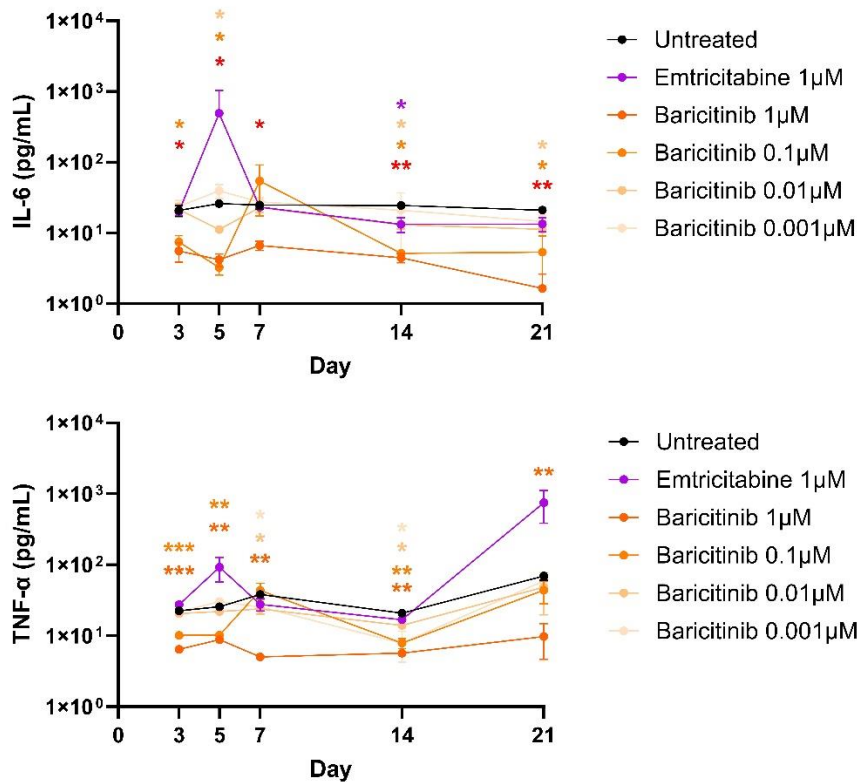 1×10⁴
1×10³
1×10²
1×10¹
1×10⁰
IL-6 (pg/mL)
* * * * * * * * * ** * * **
0 3 5 7 14 21
Day
Untreated
Emtricitabine 1µM
Baricitinib 1µM
Baricitinib 0.1µM
Baricitinib 0.01µM
Baricitinib 0.001µM
1×10⁴
1×10³
1×10²
1×10¹
1×10⁰
TNF-α (pg/mL)
*** *** ** ** * * ** * * ** ** **
0 3 5 7 14 21
Day
Untreated
Emtricitabine 1µM
Baricitinib 1µM
Baricitinib 0.1µM
Baricitinib 0.01µM
Baricitinib 0.001µM